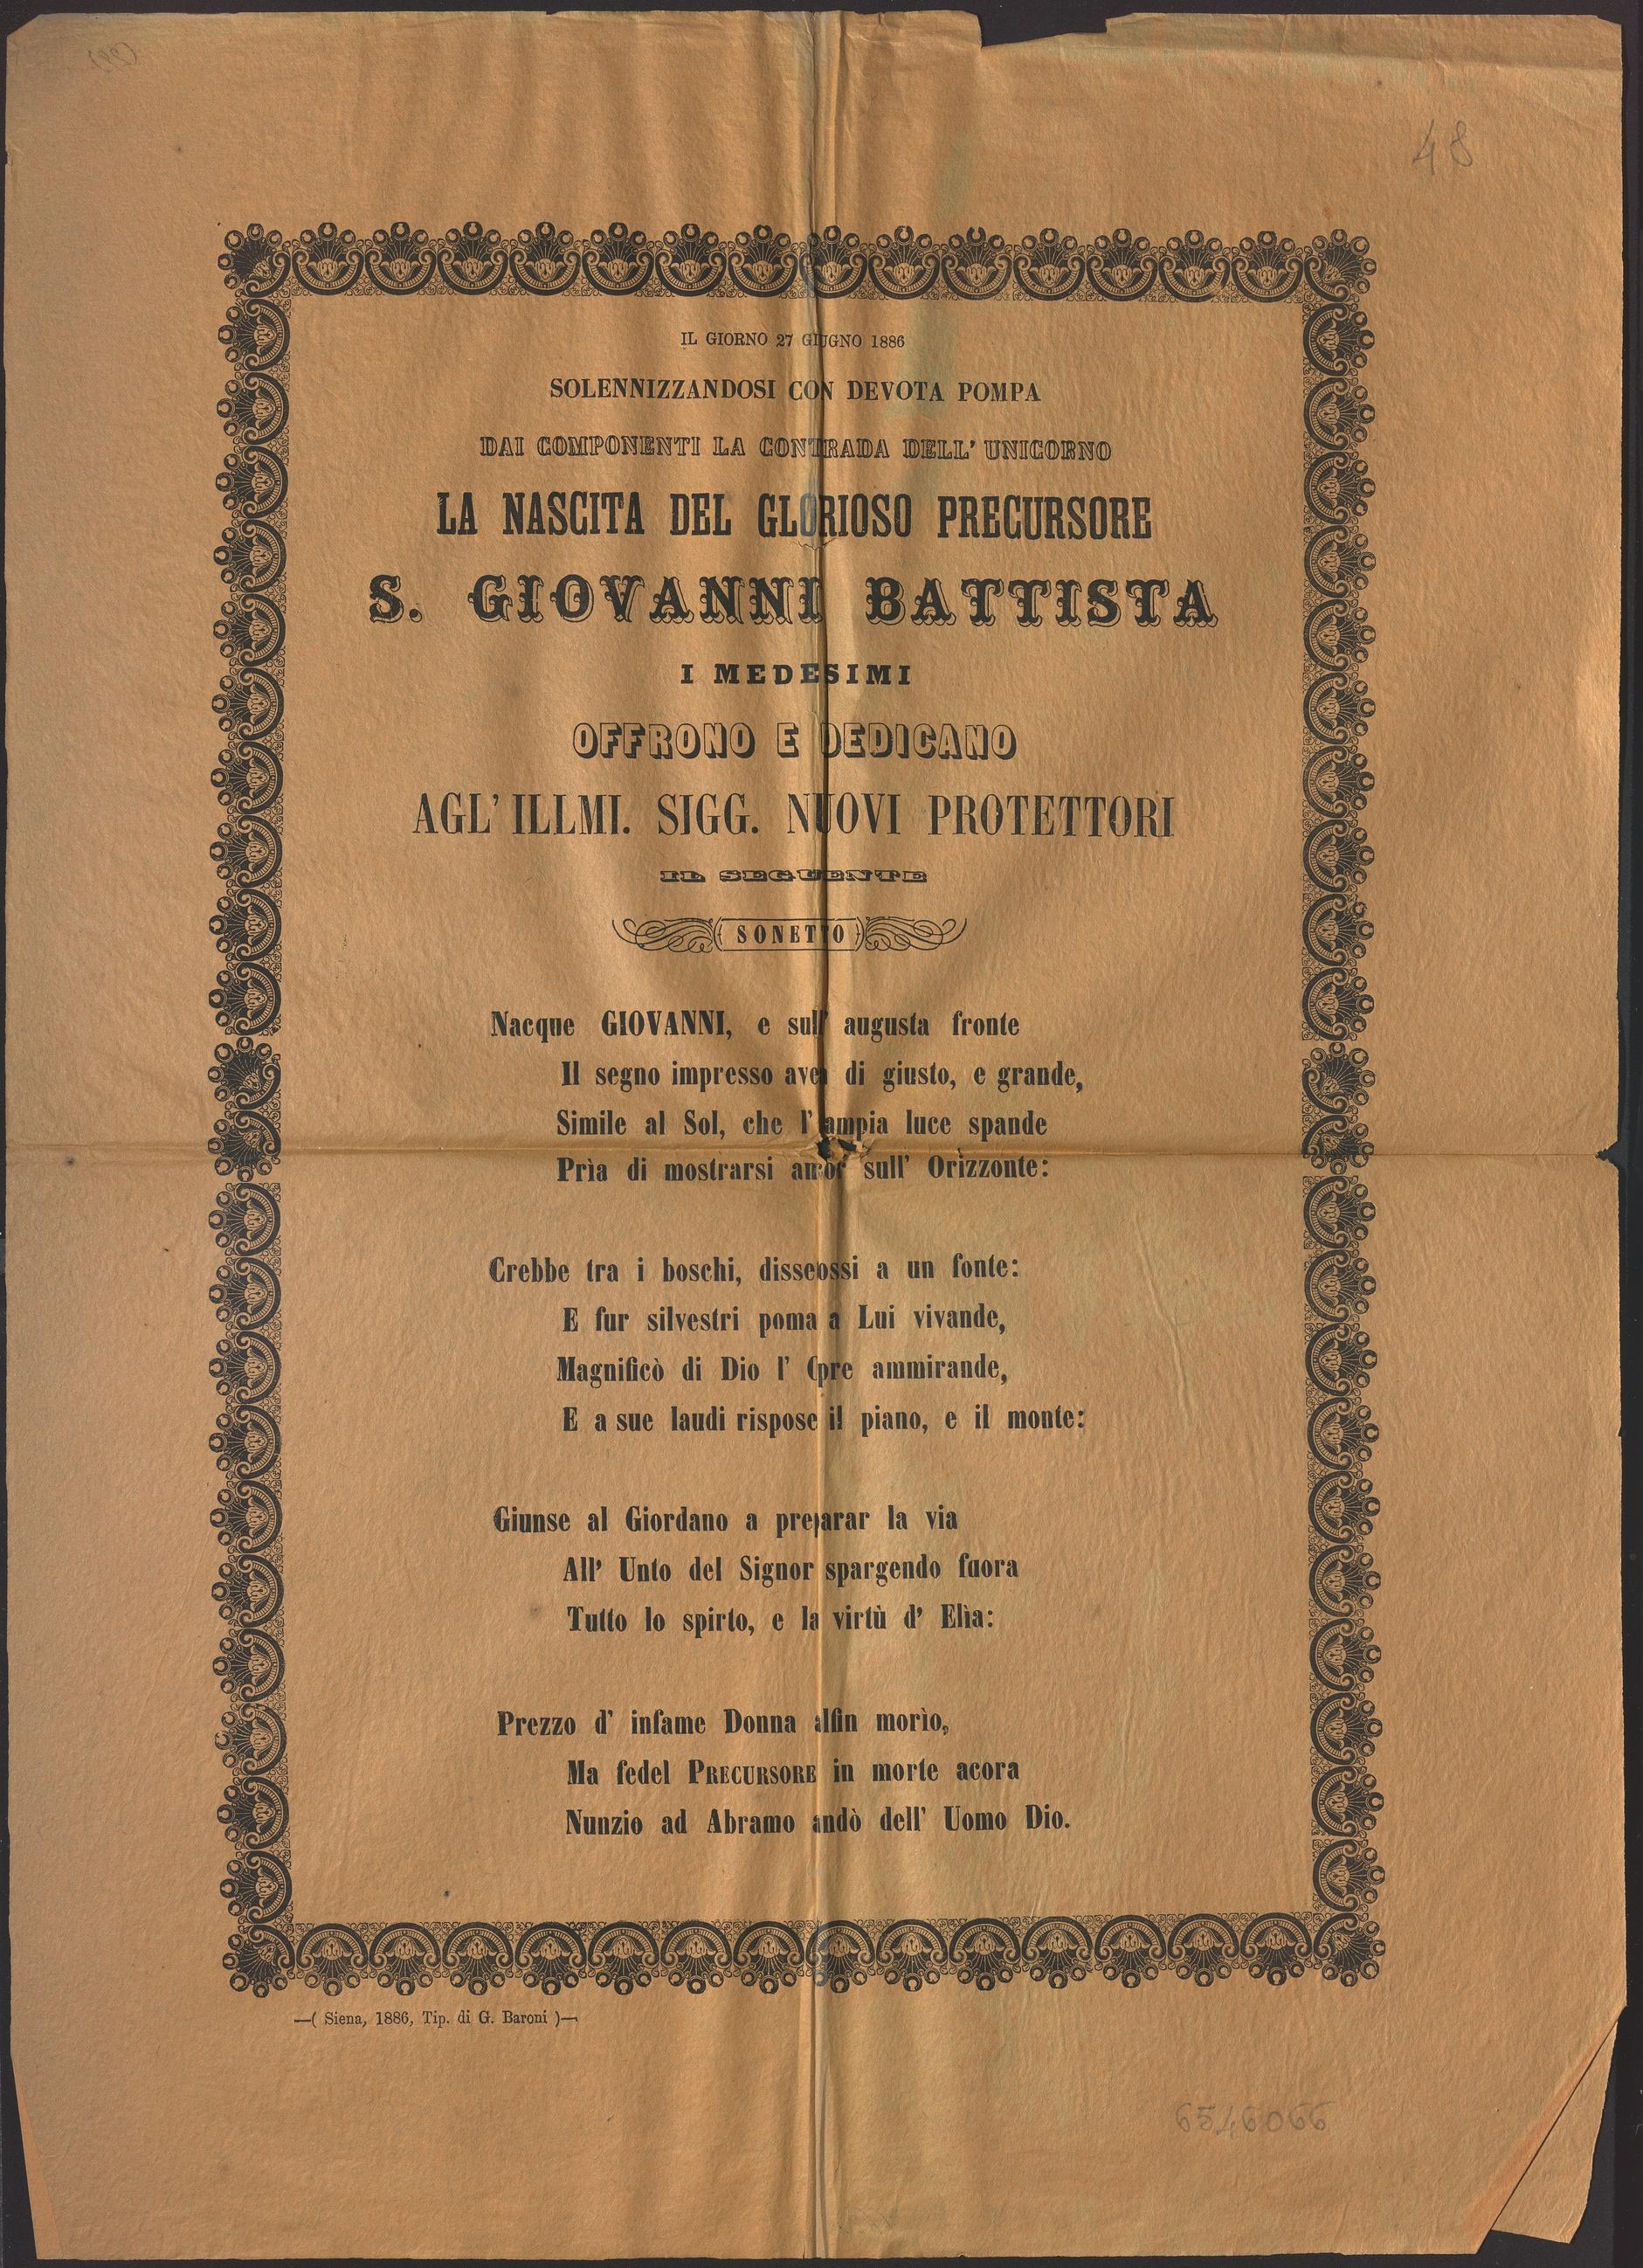 48
IL GIORNO 27 GIUGNO 1886
SOLENNIZZANDOSI CON DEVOTA POMPA
DAI COMPONENTI LA CONTRADA DELL' UNICORNO
LA NASCITA DEL GLORIOSO PRECURSORE
S. GIOVANNI BATTISTA
I MEDESIMI
OFFRONO E DEDICANO
AGL' ILLMI. SIGG. NUOVI PROTETTORI
IL SEGUENTE
SONETTO
Nacque GIOVANNI, e sull' augusta fronte
Il segno impresso avea di giusto, e grande,
Simile al Sol, che l' ampia luce spande
Prìa di mostrarsi ancor sull' Orizzonte:
Crebbe tra i boschi, dissetossi a un fonte:
E fur silvestri poma a Lui vivande,
Magnificò di Dio l' Opre ammirande,
E a sue laudi rispose il piano, e il monte:
Giunse al Giordano a preparar la via
All' Unto del Signor spargendo fuora
Tutto lo spirto, e la virtù d' Elìa:
Prezzo d' infame Donna alfin morìo,
Ma fedel PRECURSORE in morte acora
Nunzio ad Abramo andò dell' Uomo Dio.
—( Siena, 1886, Tip. di G. Baroni )—
6546066